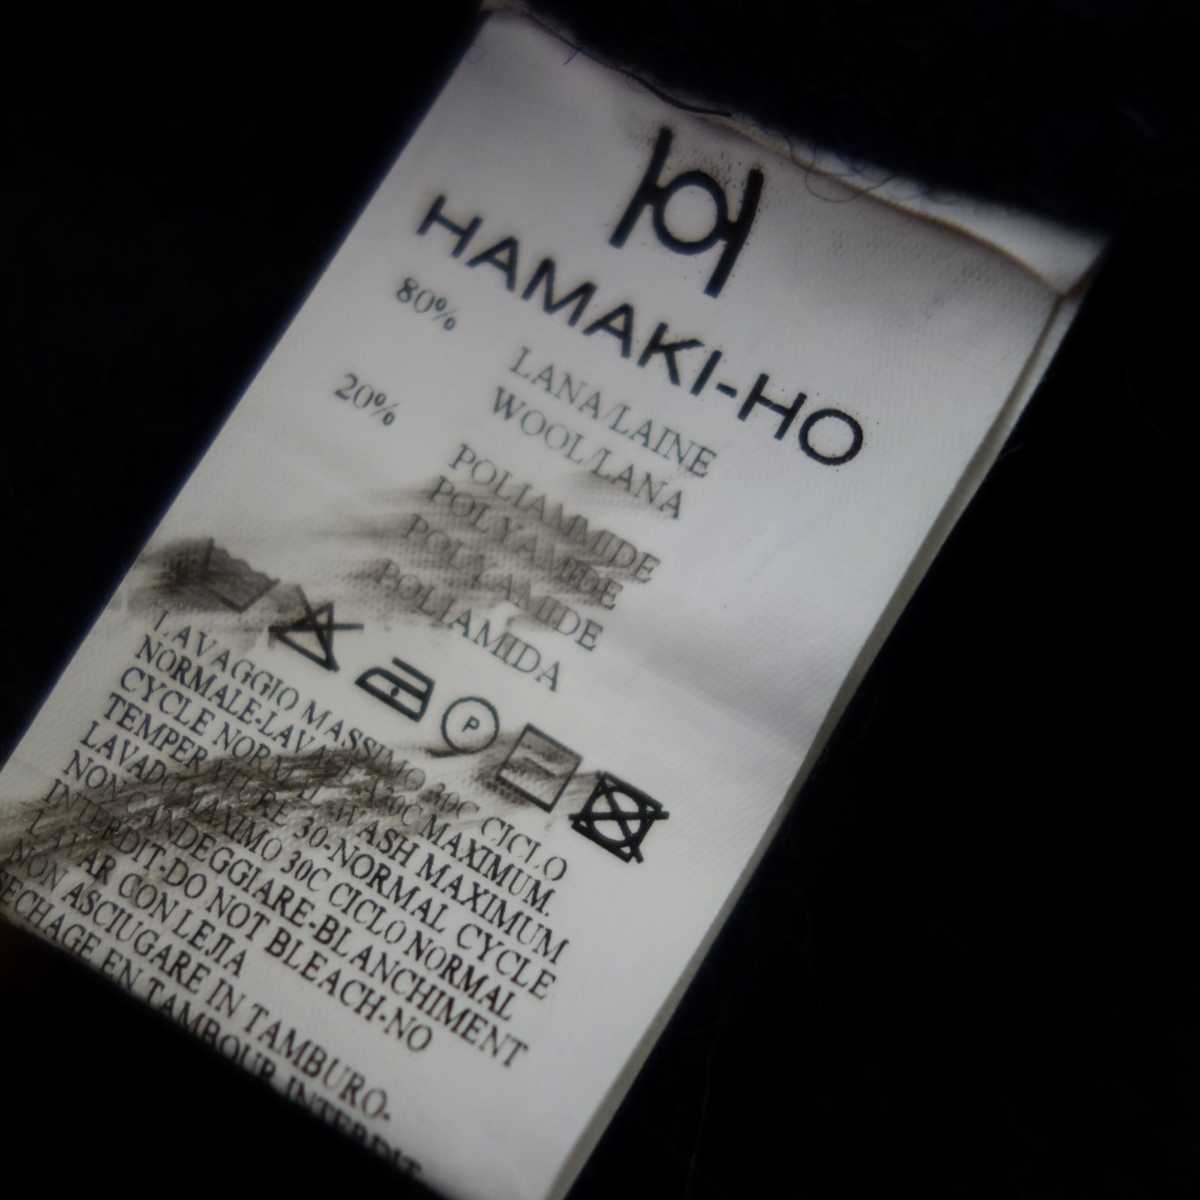 HAMAKI-HO
80% LANA/LAINE
WOOL/LANA
20% POLIAMMIDE
POLYAMIDE
POLYAMIDE
POLIAMIDA
P
LAVAGGIO MASSIMO 30C CICLO
NORMALE-LAVAGE A 30C MAXIMUM.
CYCLE NORMAL-WASH MAXIMUM
TEMPERATURE 30-NORMAL CYCLE
LAVADO MAXIMO 30C CICLO NORMAL
NON CANDEGGIARE-BLANCHIMENT
INTERDIT-DO NOT BLEACH-NO
LAVAR CON LEJIA
NON ASCIUGARE IN TAMBURO-
SECHAGE EN TAMBOUR INTERDIT